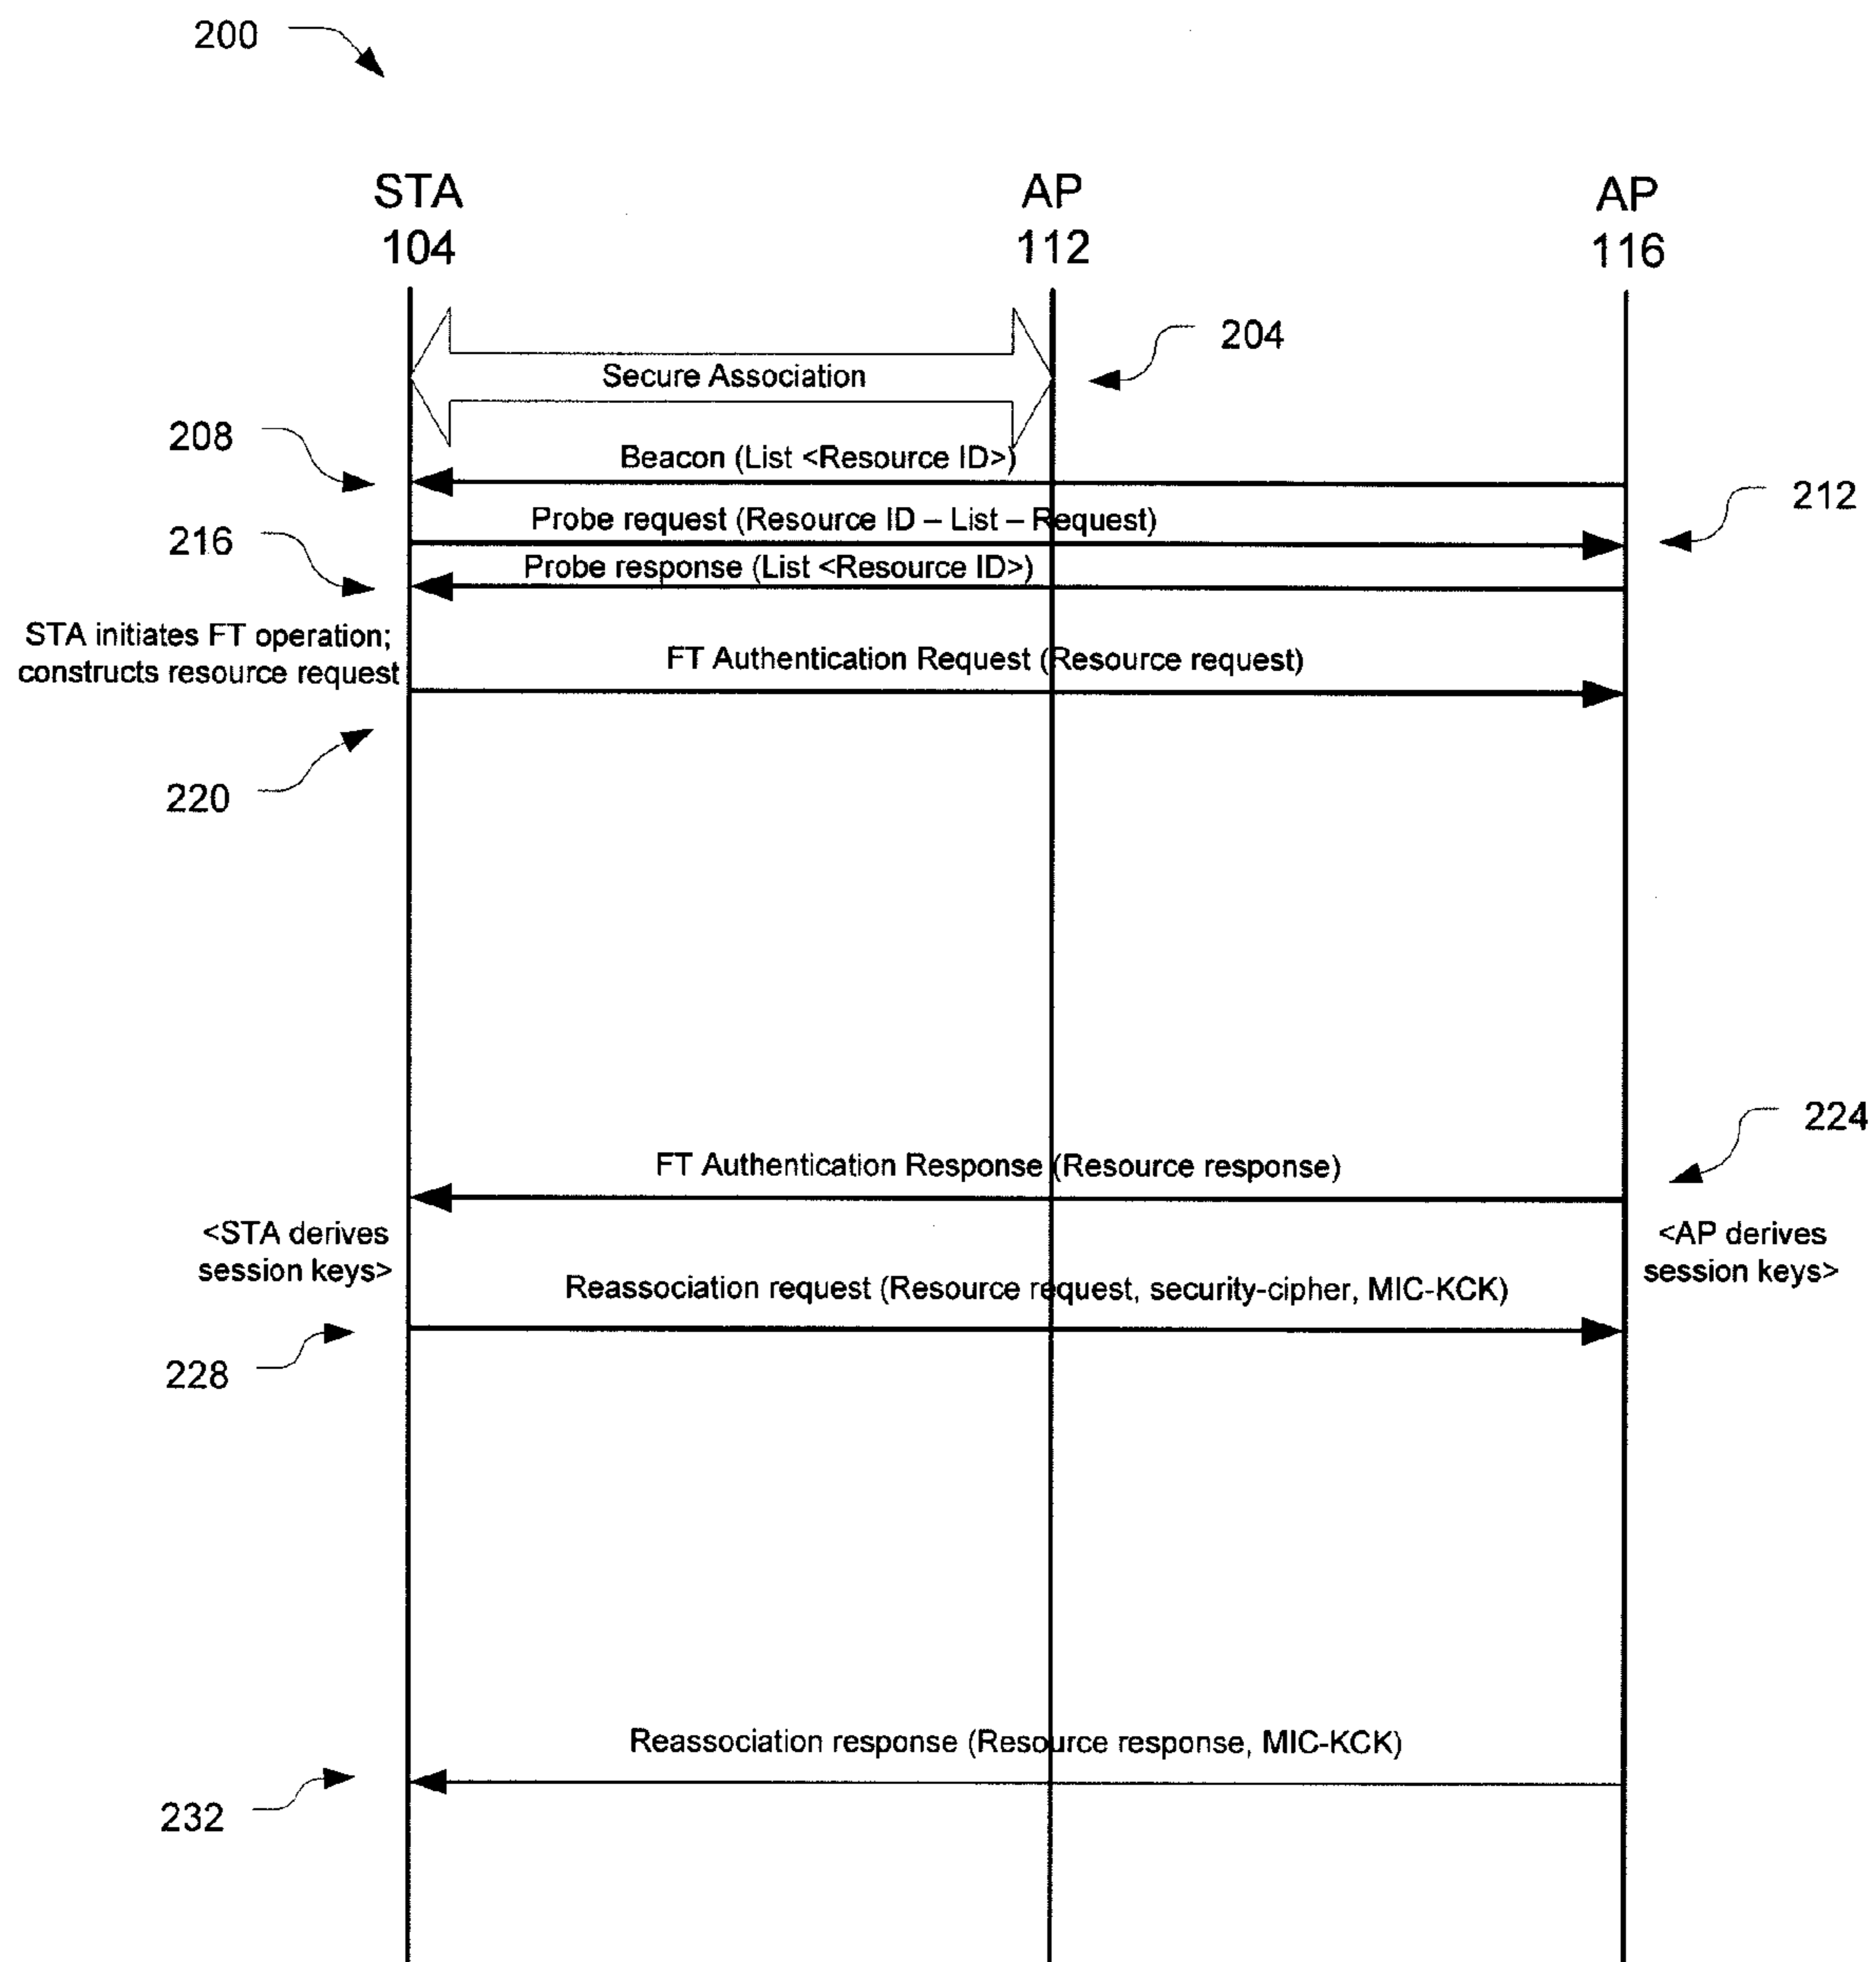 200
STA
104
AP
112
AP
116
204
Secure Association
208
Beacon (List <Resource ID>)
212
Probe request (Resource ID – List – Request)
216
Probe response (List <Resource ID>)
STA initiates FT operation;
constructs resource request
FT Authentication Request (Resource request)
220
224
FT Authentication Response (Resource response)
<STA derives
session keys>
<AP derives
session keys>
Reassociation request (Resource request, security-cipher, MIC-KCK)
228
Reassociation response (Resource response, MIC-KCK)
232